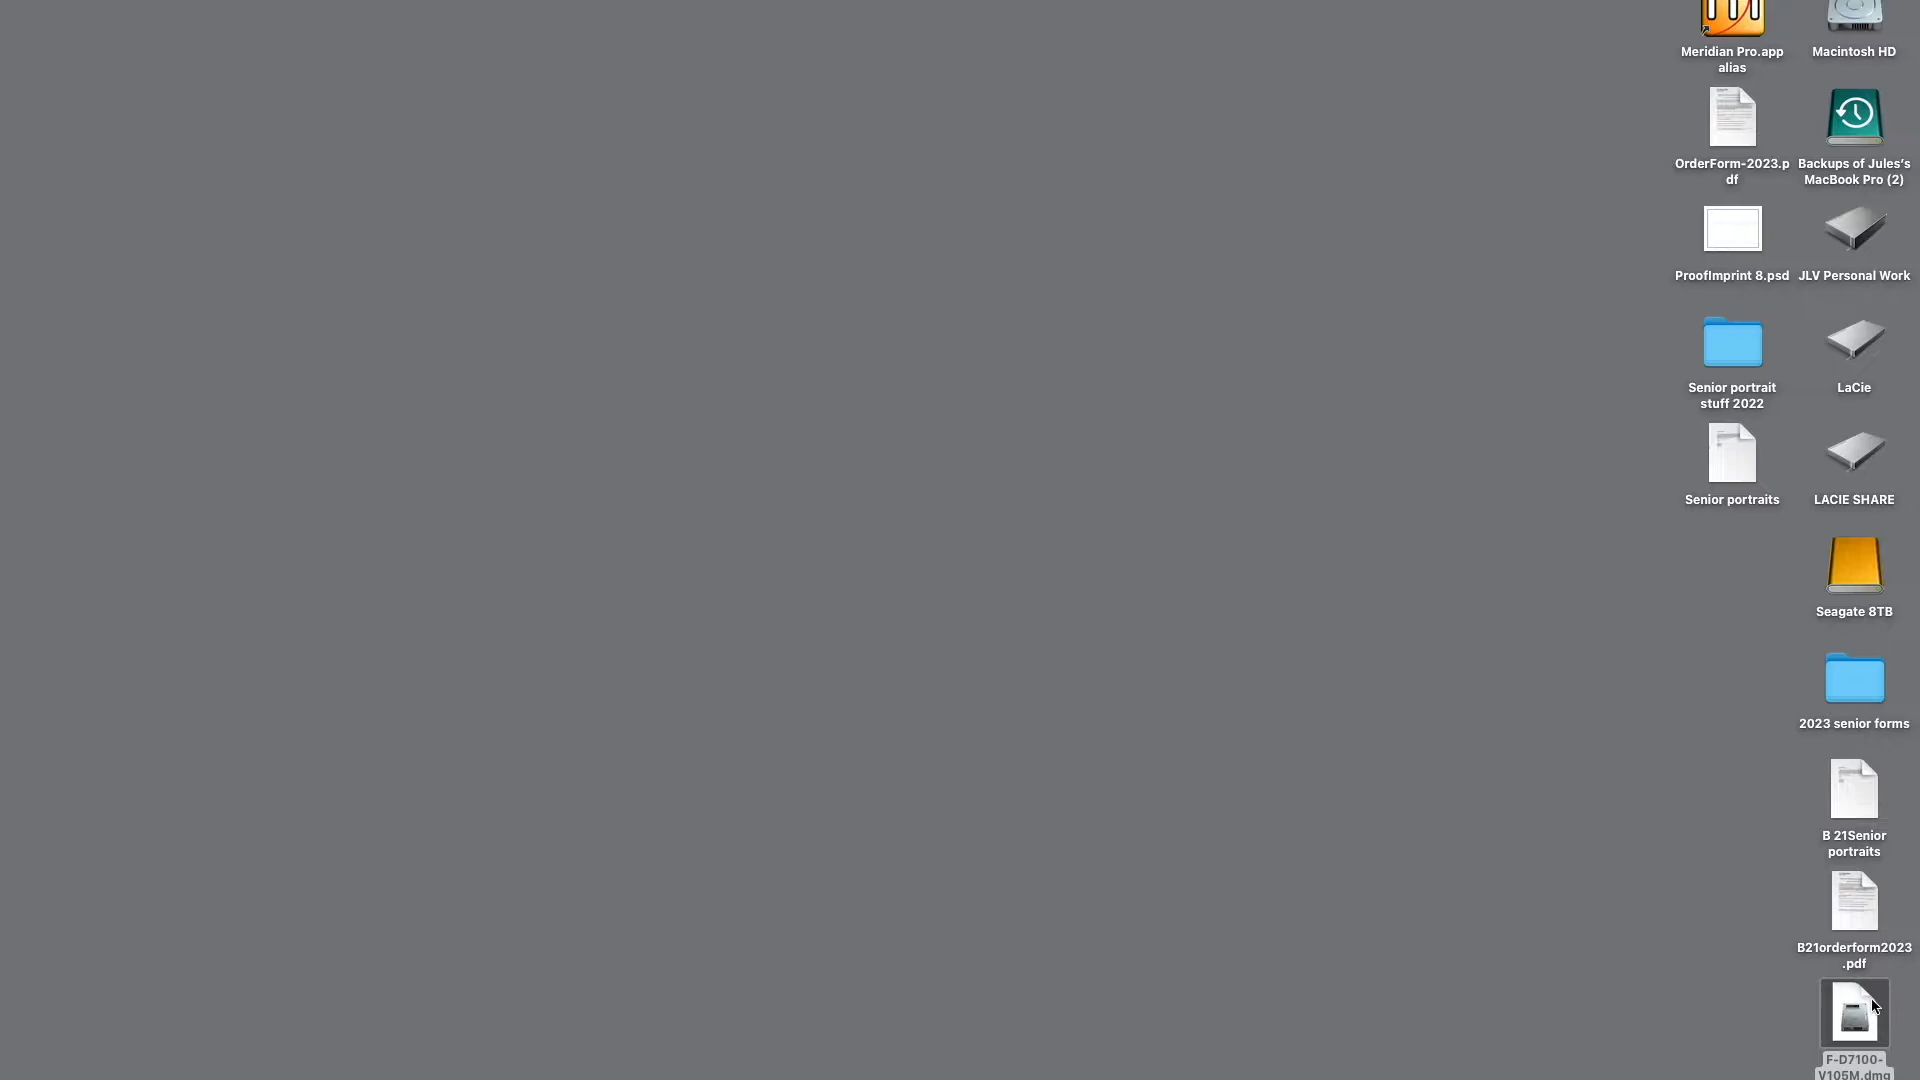 Meridian Pro.app
alias
Macintosh HD
OrderForm-2023.p
df
Backups of Jules’s
MacBook Pro (2)
ProofImprint 8.psd
JLV Personal Work
Senior portrait
stuff 2022
LaCie
Senior portraits
LACIE SHARE
Seagate 8TB
2023 senior forms
B 21Senior
portraits
B21orderform2023
.pdf
F-D7100-
V105M.dmg